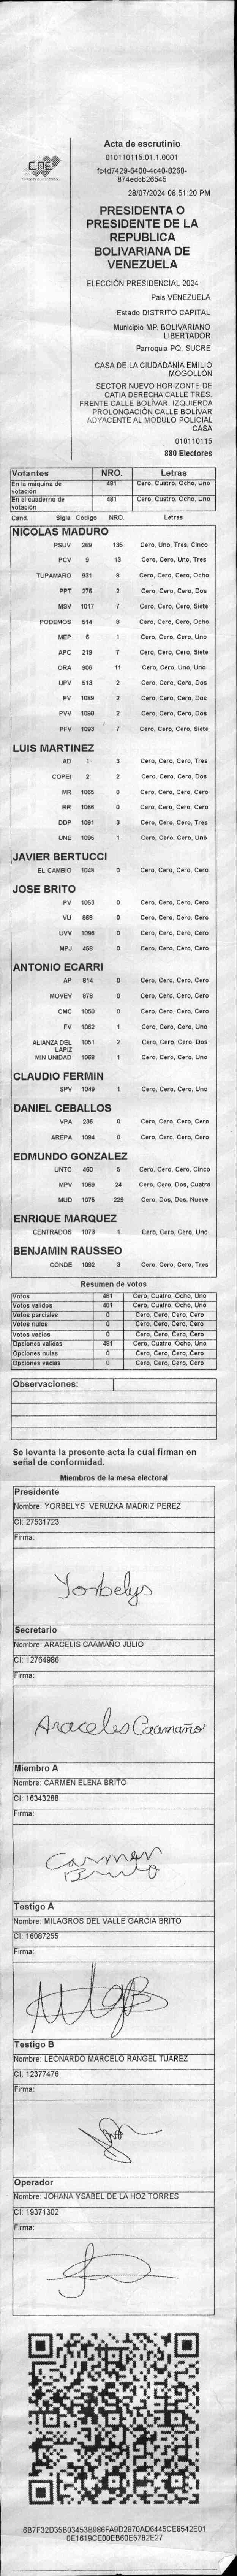 CNE
Acta de escrutinio
010110115.01.1.0001
fc4d7429-6400-4c40-8260-
874edcb26545
28/07/2024 08:51:20 PM
PRESIDENTA O
PRESIDENTE DE LA
REPUBLICA
BOLIVARIANA DE
VENEZUELA
ELECCIÓN PRESIDENCIAL 2024
Pais VENEZUELA
Estado DISTRITO CAPITAL
Municipio MP. BOLIVARIANO
LIBERTADOR
Parroquia PQ. SUCRE
CASA DE LA CIUDADANÍA EMILIO
MOGOLLÓN
SECTOR NUEVO HORIZONTE DE
CATIA DERECHA CALLE TRES.
FRENTE CALLE BOLÍVAR. IZQUIERDA
PROLONGACIÓN CALLE BOLÍVAR
ADYACENTE AL MÓDULO POLICIAL
CASA
010110115
880 Electores
Votantes NRO. Letras
En la máquina de votación 481 Cero, Cuatro, Ocho, Uno
En el cuaderno de votación 481 Cero, Cuatro, Ocho, Uno
Cand. Sigla Código NRO. Letras
NICOLAS MADURO
PSUV 269 135 Cero, Uno, Tres, Cinco
PCV 9 13 Cero, Cero, Uno, Tres
TUPAMARO 931 8 Cero, Cero, Cero, Ocho
PPT 276 2 Cero, Cero, Cero, Dos
MSV 1017 7 Cero, Cero, Cero, Siete
PODEMOS 514 8 Cero, Cero, Cero, Ocho
MEP 6 1 Cero, Cero, Cero, Uno
APC 219 7 Cero, Cero, Cero, Siete
ORA 906 11 Cero, Cero, Uno, Uno
UPV 513 2 Cero, Cero, Cero, Dos
EV 1089 2 Cero, Cero, Cero, Dos
PVV 1090 2 Cero, Cero, Cero, Dos
PFV 1093 7 Cero, Cero, Cero, Siete
LUIS MARTINEZ
AD 1 3 Cero, Cero, Cero, Tres
COPEI 2 2 Cero, Cero, Cero, Dos
MR 1065 0 Cero, Cero, Cero, Cero
BR 1066 0 Cero, Cero, Cero, Cero
DDP 1091 3 Cero, Cero, Cero, Tres
UNE 1095 1 Cero, Cero, Cero, Uno
JAVIER BERTUCCI
EL CAMBIO 1048 0 Cero, Cero, Cero, Cero
JOSE BRITO
PV 1053 0 Cero, Cero, Cero, Cero
VU 868 0 Cero, Cero, Cero, Cero
UVV 1096 0 Cero, Cero, Cero, Cero
MPJ 458 0 Cero, Cero, Cero, Cero
ANTONIO ECARRI
AP 814 0 Cero, Cero, Cero, Cero
MOVEV 878 0 Cero, Cero, Cero, Cero
CMC 1050 0 Cero, Cero, Cero, Cero
FV 1062 1 Cero, Cero, Cero, Uno
ALIANZA DEL LAPIZ 1051 2 Cero, Cero, Cero, Dos
MIN UNIDAD 1068 1 Cero, Cero, Cero, Uno
CLAUDIO FERMIN
SPV 1049 1 Cero, Cero, Cero, Uno
DANIEL CEBALLOS
VPA 236 0 Cero, Cero, Cero, Cero
AREPA 1094 0 Cero, Cero, Cero, Cero
EDMUNDO GONZALEZ
UNTC 460 5 Cero, Cero, Cero, Cinco
MPV 1069 24 Cero, Cero, Dos, Cuatro
MUD 1075 229 Cero, Dos, Dos, Nueve
ENRIQUE MARQUEZ
CENTRADOS 1073 1 Cero, Cero, Cero, Uno
BENJAMIN RAUSSEO
CONDE 1092 3 Cero, Cero, Cero, Tres
Resumen de votos
Votos 481 Cero, Cuatro, Ocho, Uno
Votos validos 481 Cero, Cuatro, Ocho, Uno
Votos parciales 0 Cero, Cero, Cero, Cero
Votos nulos 0 Cero, Cero, Cero, Cero
Votos vacios 0 Cero, Cero, Cero, Cero
Opciones validas 481 Cero, Cuatro, Ocho, Uno
Opciones nulas 0 Cero, Cero, Cero, Cero
Opciones vacias 0 Cero, Cero, Cero, Cero
Observaciones:
Se levanta la presente acta la cual firman en
señal de conformidad.
Miembros de la mesa electoral
Presidente
Nombre: YORBELYS VERUZKA MADRIZ PEREZ
CI: 27531723
Firma:
Yorbelys
Secretario
Nombre: ARACELIS CAAMAÑO JULIO
CI: 12764986
Firma:
Araceles Caamaño
Miembro A
Nombre: CARMEN ELENA BRITO
CI: 16343288
Firma:
Carmen
Brito
Testigo A
Nombre: MILAGROS DEL VALLE GARCIA BRITO
CI: 16087255
Firma:
Testigo B
Nombre: LEONARDO MARCELO RANGEL TUAREZ
CI: 12377476
Firma:
Operador
Nombre: JOHANA YSABEL DE LA HOZ TORRES
CI: 19371302
Firma:
6B7F32D35B03453B986FA9D2970AD6445CE8542E01
0E1619CE00EB60E5782E27